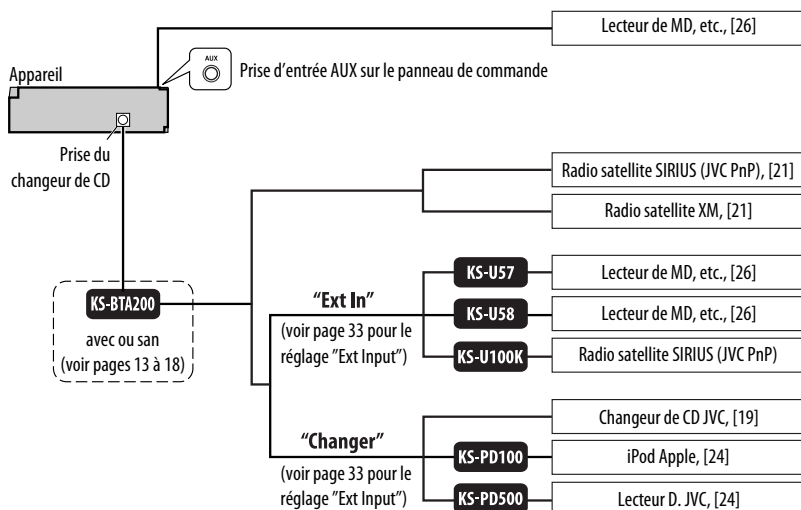 Lecteur de MD, etc., [26]
AUX
Prise d'entrée AUX sur le panneau de commande
Appareil
Prise du
changeur de CD
Radio satellite SIRIUS (JVC PnP), [21]
Radio satellite XM, [21]
KS-BTA200
avec ou san
(voir pages 13 à 18)
"Ext In"
(voir page 33 pour le
réglage "Ext Input")
KS-U57
Lecteur de MD, etc., [26]
KS-U58
Lecteur de MD, etc., [26]
KS-U100K
Radio satellite SIRIUS (JVC PnP)
"Changer"
(voir page 33 pour le
réglage "Ext Input")
Changeur de CD JVC, [19]
KS-PD100
iPod Apple, [24]
KS-PD500
Lecteur D. JVC, [24]